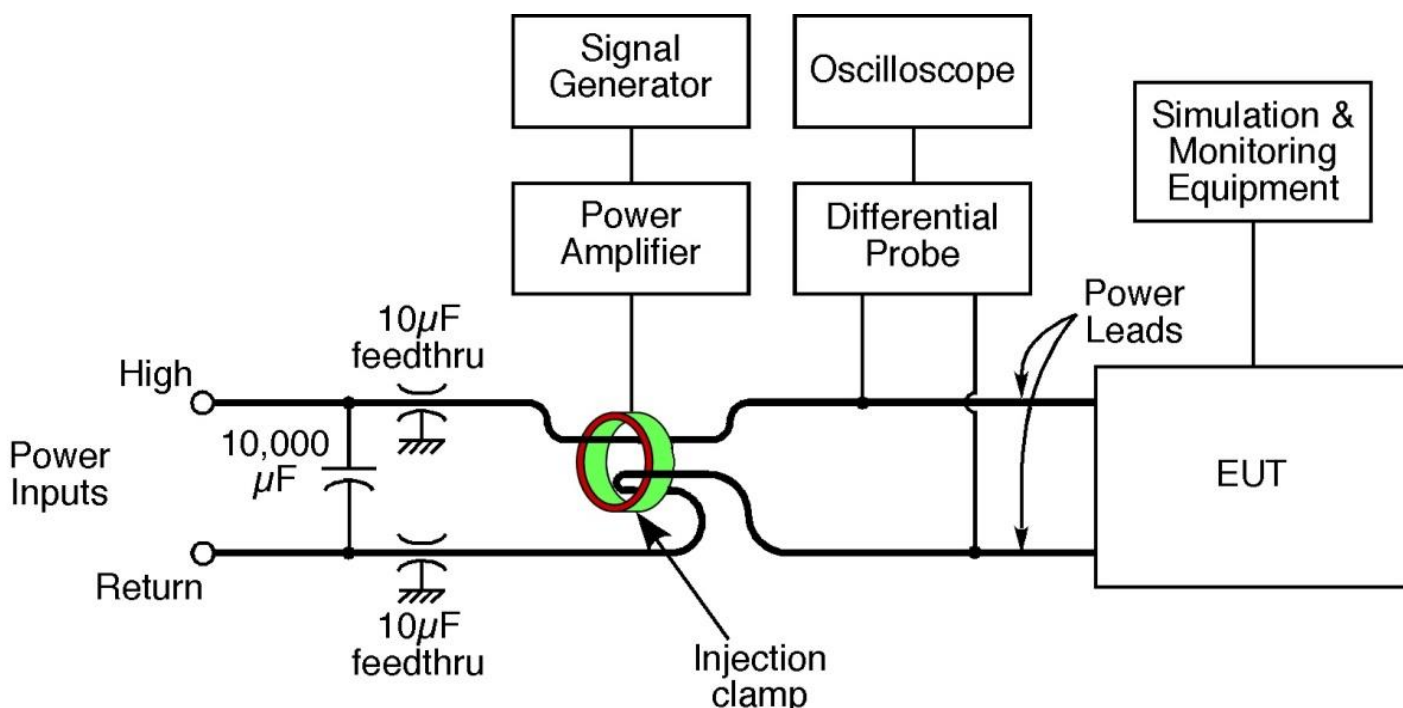 Signal
Generator
Oscilloscope
Simulation &
Monitoring
Equipment
Power
Amplifier
Differential
Probe
10µF
feedthru
Power
Leads
High
10,000
µF
Power
Inputs
EUT
Return
10µF
feedthru
Injection
clamp